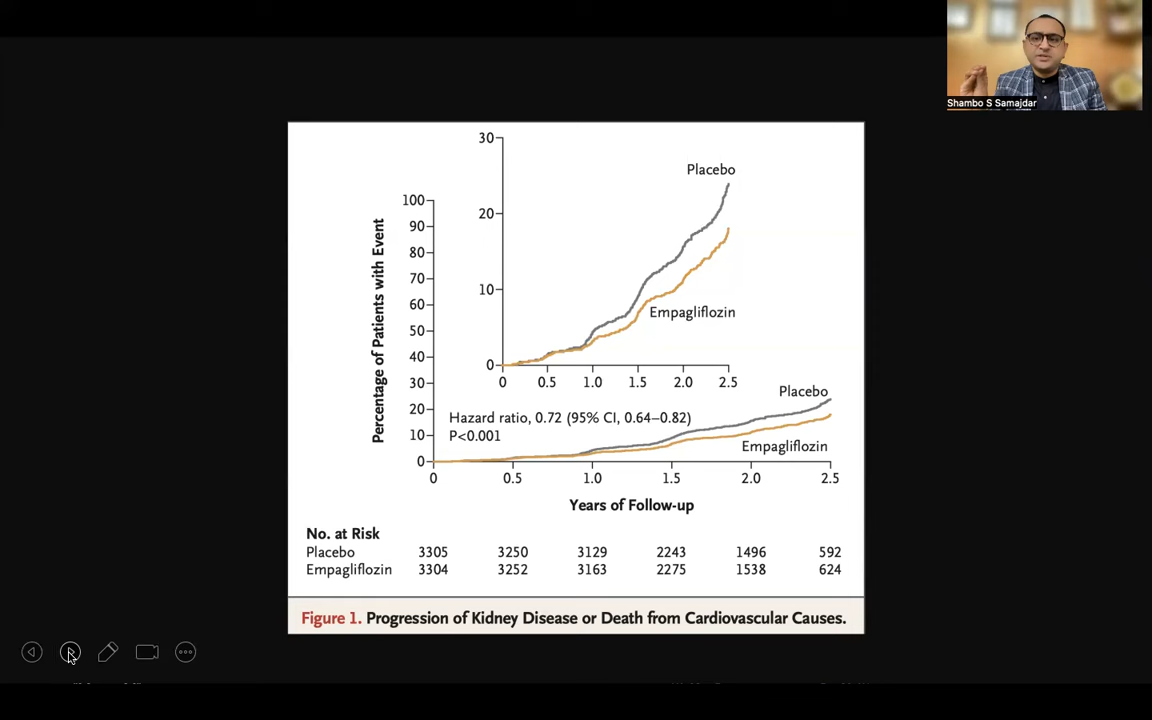 Shambo S Samajdar
30
Placebo
100
20
90
80
70
10
60
Empagliflozin
50
0
40
0 0.5 1.0 1.5 2.0 2.5
30
Placebo
20
Hazard ratio, 0.72 (95% CI, 0.64–0.82)
10
P<0.001
Empagliflozin
0
0 0.5 1.0 1.5 2.0 2.5
Percentage of Patients with Event
Years of Follow-up
No. at Risk
Placebo 3305 3250 3129 2243 1496 592
Empagliflozin 3304 3252 3163 2275 1538 624
Figure 1. Progression of Kidney Disease or Death from Cardiovascular Causes.